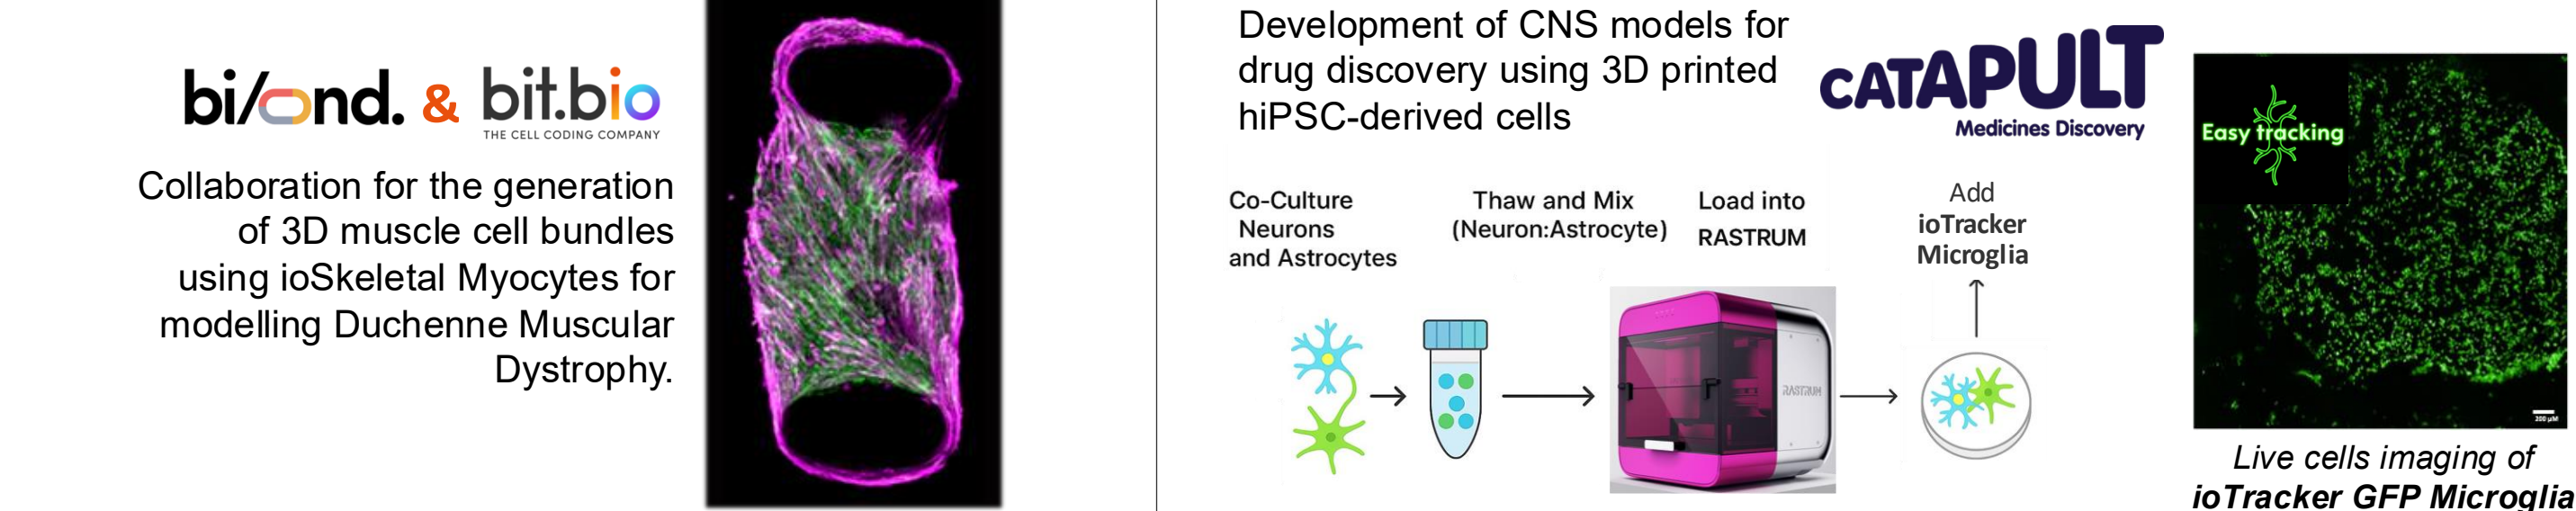 bi/ond. & bit.bio
THE CELL CODING COMPANY
Collaboration for the generation
of 3D muscle cell bundles
using ioSkeletal Myocytes for
modelling Duchenne Muscular
Dystrophy.
Development of CNS models for
drug discovery using 3D printed
hiPSC-derived cells
CATAPULT
Medicines Discovery
Co-Culture
Neurons
and Astrocytes
Thaw and Mix
(Neuron:Astrocyte)
Load into
RASTRUM
RASTRUM
Add
ioTracker
Microglia
Easy tracking
200 µM
Live cells imaging of
ioTracker GFP Microglia